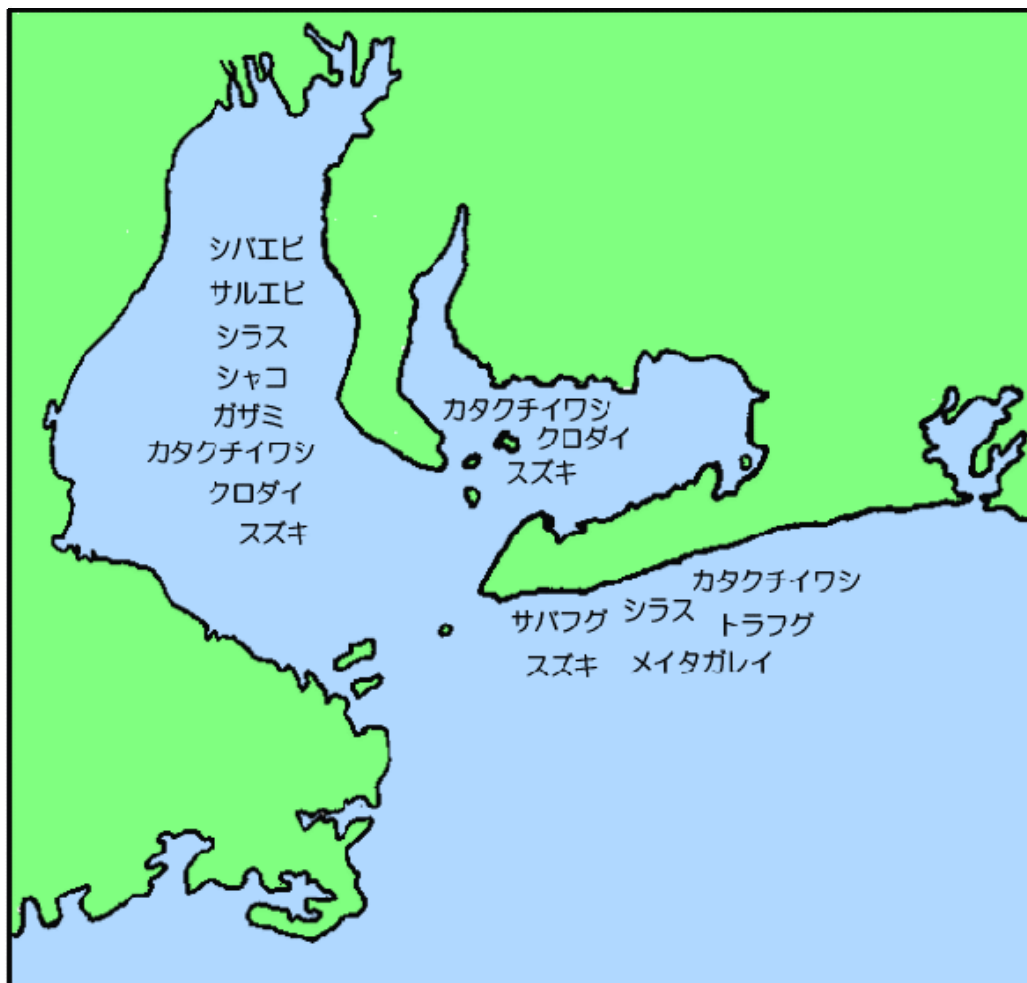 シバエビ
サルエビ
シラス
シャコ
ガザミ
カタクチイワシ
クロダイ
スズキ
カタクチイワシ
クロダイ
スズキ
カタクチイワシ
サバフグ シラス トラフグ
スズキ メイタガレイ